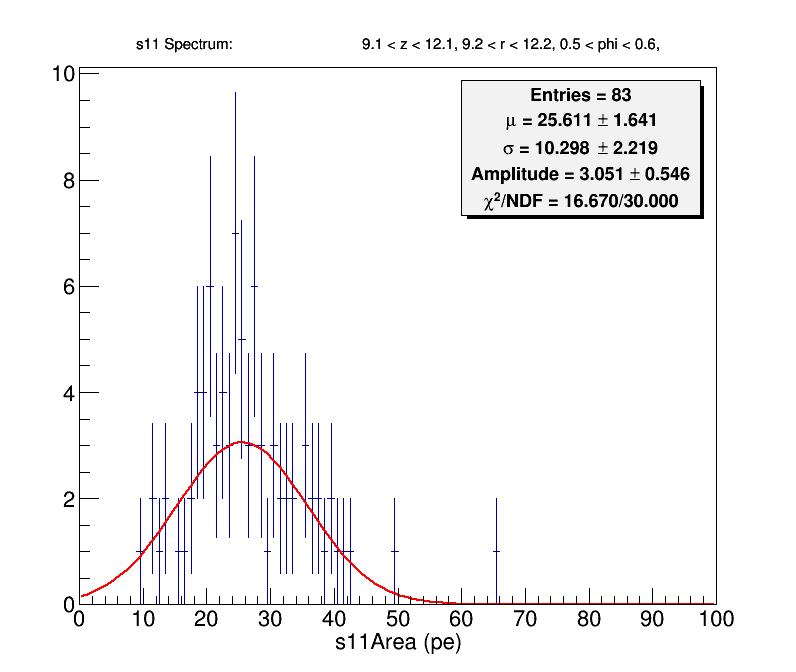 s11 Spectrum: 9.1 < z < 12.1, 9.2 < r < 12.2, 0.5 < phi < 0.6,
Entries = 83
μ = 25.611 ± 1.641
σ = 10.298 ± 2.219
Amplitude = 3.051 ± 0.546
χ²/NDF = 16.670/30.000
10
8
6
4
2
0
0 10 20 30 40 50 60 70 80 90 100
s11Area (pe)